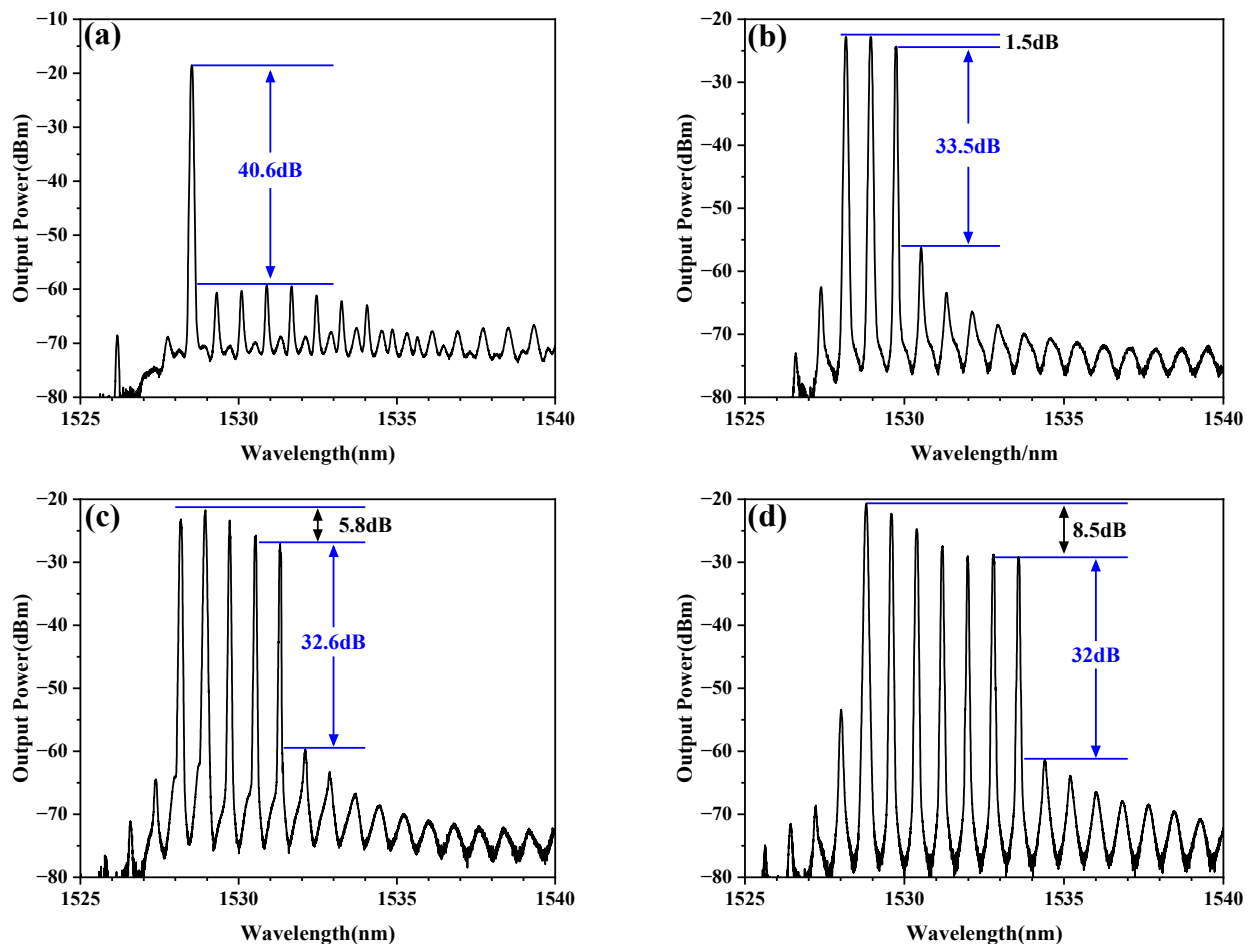 (a)
−10
−20
−30
−40
−50
−60
−70
−80
40.6dB
1525
1530
1535
1540
Wavelength(nm)
Output Power(dBm)
(b)
−20
−30
−40
−50
−60
−70
−80
1.5dB
33.5dB
1525
1530
1535
1540
Wavelength/nm
Output Power(dBm)
(c)
−20
−30
−40
−50
−60
−70
−80
5.8dB
32.6dB
1525
1530
1535
1540
Wavelength(nm)
Output Power(dBm)
(d)
−20
−30
−40
−50
−60
−70
−80
8.5dB
32dB
1525
1530
1535
1540
Wavelength(nm)
Output Power(dBm)